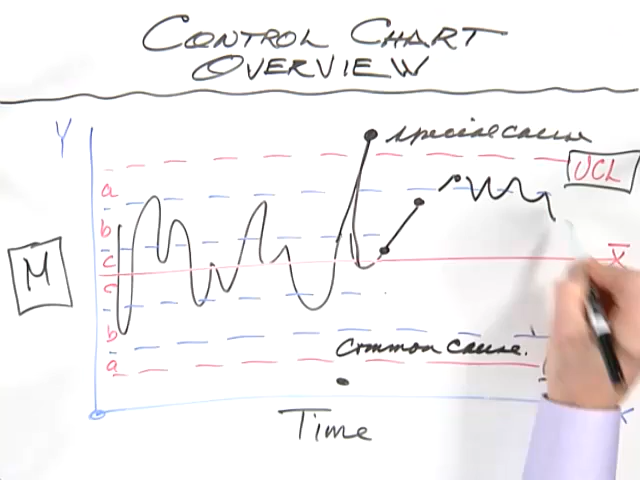 CONTROL CHART
OVERVIEW
Y
special cause
UCL
a
b
c
X̄
M
c
b
common cause.
a
Time